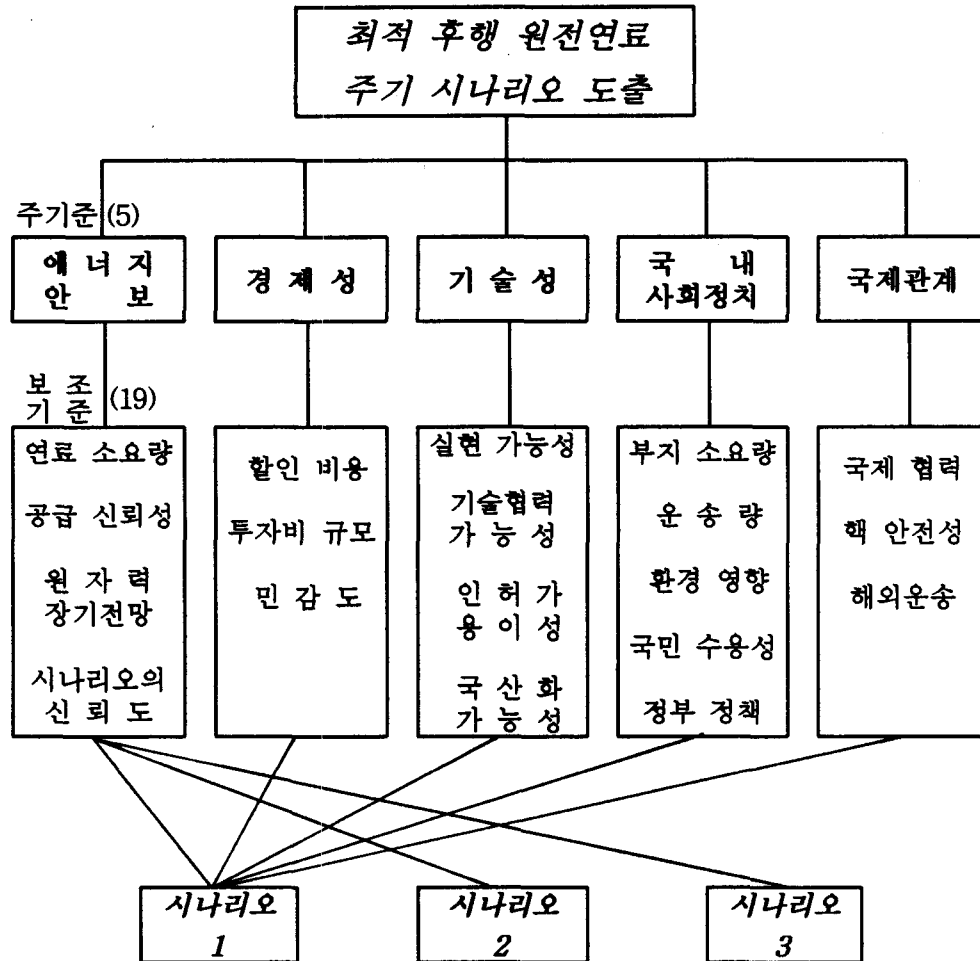 최적 후행 원전연료
주기 시나리오 도출
주기준 (5)
에 너 지
안 보
경 제 성
기 술 성
국 내
사회정치
국제관계
보 조
기 준
(19)
연료 소요량
공급 신뢰성
원 자 력
장기전망
시나리오의
신 뢰 도
할인 비용
투자비 규모
민 감 도
실현 가능성
기술협력
가 능 성
인 허 가
용 이 성
국 산 화
가 능 성
부지 소요량
운 송 량
환경 영향
국민 수용성
정부 정책
국제 협력
핵 안전성
해외운송
시나리오
1
시나리오
2
시나리오
3